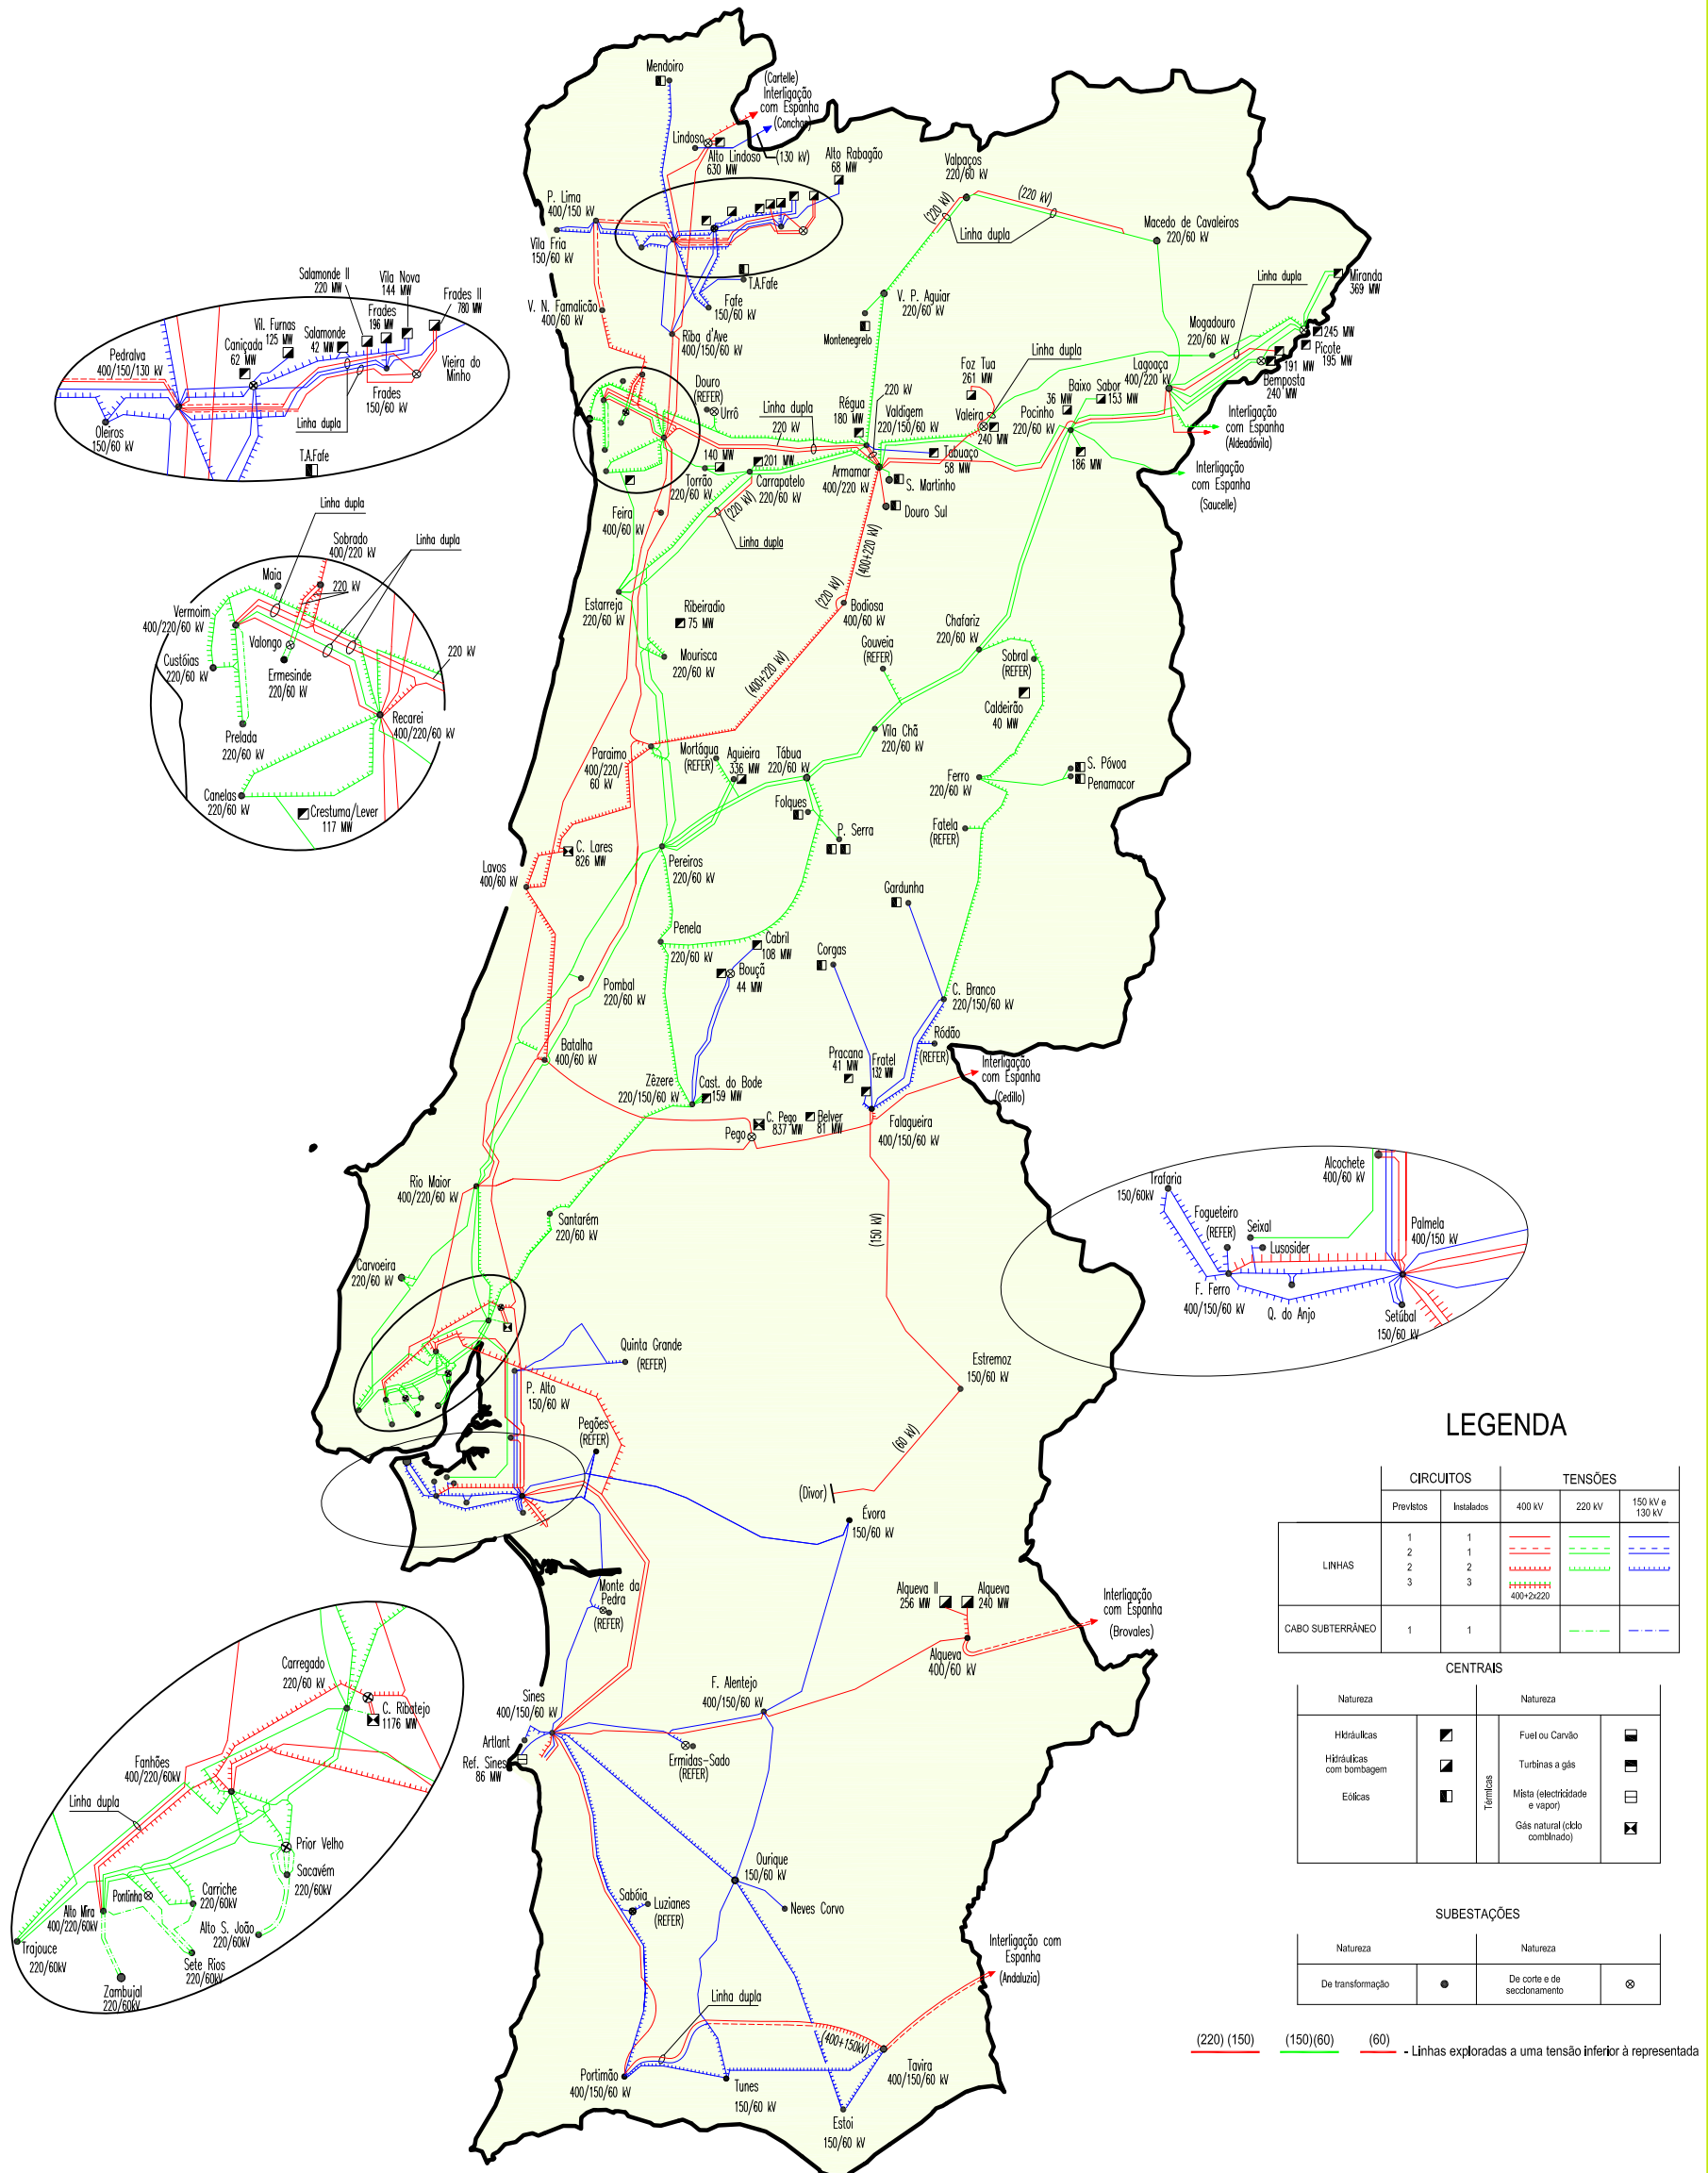 Mendoiro
(Cartelle)
Interligação
com Espanha
(Conchas)
(130 kV)
Lindoso
Alto Lindoso
630 MW
Alto Rabagão
68 MW
P. Lima
400/150 kV
Vila Fria
150/60 kV
V. N. Famalicão
400/60 kV
T.A.Fafe
Fafe
150/60 kV
Riba d'Ave
400/150/60 kV
Valpaços
220/60 kV
(220 kV)
(220 kV)
Linha dupla
Macedo de Cavaleiros
220/60 kV
V. P. Aguiar
220/60 kV
Montenegrelo
Linha dupla
Miranda
369 MW
Mogadouro
220/60 kV
245 MW
Picote
195 MW
191 MW
Bemposta
240 MW
Lagoaça
400/220 kV
Interligação
com Espanha
(Aldeadávila)
Interligação
com Espanha
(Saucelle)
Foz Tua
261 MW
Linha dupla
Baixo Sabor
36 MW
153 MW
Pocinho
220/60 kV
186 MW
Valeira
240 MW
Douro
(REFER)
Urrô
Linha dupla
220 kV
Régua
180 MW
220 kV
Valdigem
220/150/60 kV
Tabuaço
58 MW
Armamar
400/220 kV
S. Martinho
Douro Sul
140 MW
Torrão
220/60 kV
201 MW
Carrapatelo
220/60 kV
(220 kV)
Linha dupla
Feira
400/60 kV
(400+220 kV)
(220 kV)
Bodiosa
400/60 kV
Estarreja
220/60 kV
Ribeiradio
75 MW
Mourisca
220/60 kV
(400+220 kV)
Gouveia
(REFER)
Chafariz
220/60 kV
Sobral
(REFER)
Caldeirão
40 MW
Vila Chã
220/60 kV
Paraimo
400/220/
60 kV
Mortágua
(REFER)
Aguieira
336 MW
Tábua
220/60 kV
Folques
P. Serra
Ferro
220/60 kV
S. Póvoa
Penamacor
Fatela
(REFER)
Lavos
400/60 kV
C. Lares
826 MW
Pereiros
220/60 kV
Gardunha
Penela
220/60 kV
Cabril
108 MW
Bouçã
44 MW
Corgas
Pombal
220/60 kV
C. Branco
220/150/60 kV
Ródão
(REFER)
Batalha
400/60 kV
Pracana
41 MW
Fratel
132 MW
Interligação
com Espanha
(Cedillo)
Zêzere
220/150/60 kV
Cast. do Bode
159 MW
C. Pego
837 MW
Pego
Belver
81 MW
Falagueira
400/150/60 kV
Rio Maior
400/220/60 kV
Santarém
220/60 kV
(150 kV)
Carvoeira
220/60 kV
Quinta Grande
(REFER)
P. Alto
150/60 kV
Pegões
(REFER)
Estremoz
150/60 kV
(60 kV)
(Divor)
Évora
150/60 kV
Monte da
Pedra
(REFER)
Alqueva II
256 MW
Alqueva
240 MW
Interligação
com Espanha
(Brovales)
Alqueva
400/60 kV
Sines
400/150/60 kV
F. Alentejo
400/150/60 kV
Artlant
Ref. Sines
86 MW
Ermidas-Sado
(REFER)
Ourique
150/60 kV
Neves Corvo
Sabóia
Luzianes
(REFER)
Interligação com
Espanha
(Andaluzia)
Linha dupla
(400+150kV)
Portimão
400/150/60 kV
Tunes
150/60 kV
Tavira
400/150/60 kV
Estoi
150/60 kV
Salamonde II
220 MW
Vila Nova
144 MW
Frades II
780 MW
Frades
196 MW
Vil. Furnas
125 MW
Salamonde
42 MW
Caniçada
62 MW
Pedralva
400/150/130 kV
Vieira do
Minho
Frades
150/60 kV
Linha dupla
Oleiros
150/60 kV
T.A.Fafe
Linha dupla
Sobrado
400/220 kV
Linha dupla
Maia
220 kV
Vermoim
400/220/60 kV
Valongo
Custóias
220/60 kV
Ermesinde
220/60 kV
220 kV
Prelada
220/60 kV
Recarei
400/220/60 kV
Canelas
220/60 kV
Crestuma/Lever
117 MW
Alcochete
400/60 kV
Trafaria
150/60kV
Fogueteiro
(REFER)
Seixal
Lusosider
Palmela
400/150 kV
F. Ferro
400/150/60 kV
Q. do Anjo
Setúbal
150/60 kV
Carregado
220/60 kV
C. Ribatejo
1176 MW
Fanhões
400/220/60kV
Linha dupla
Prior Velho
Sacavém
220/60kV
Pontinha
Carriche
220/60kV
Alto Mira
400/220/60kV
Alto S. João
220/60kV
Trajouce
220/60kV
Sete Rios
220/60kV
Zambujal
220/60kV
LEGENDA
CIRCUITOS TENSÕES
Previstos Instalados 400 kV 220 kV 150 kV e
130 kV
LINHAS
1 1
2 1
2 2
3 3
400+2x220
CABO SUBTERRÂNEO 1 1
CENTRAIS
Natureza Natureza
Hidráulicas
Hidráulicas
com bombagem
Eólicas
Térmicas
Fuel ou Carvão
Turbinas a gás
Mista (electricidade
e vapor)
Gás natural (ciclo
combinado)
SUBESTAÇÕES
Natureza Natureza
De transformação De corte e de
seccionamento
(220) (150) (150)(60) (60) - Linhas exploradas a uma tensão inferior à representada